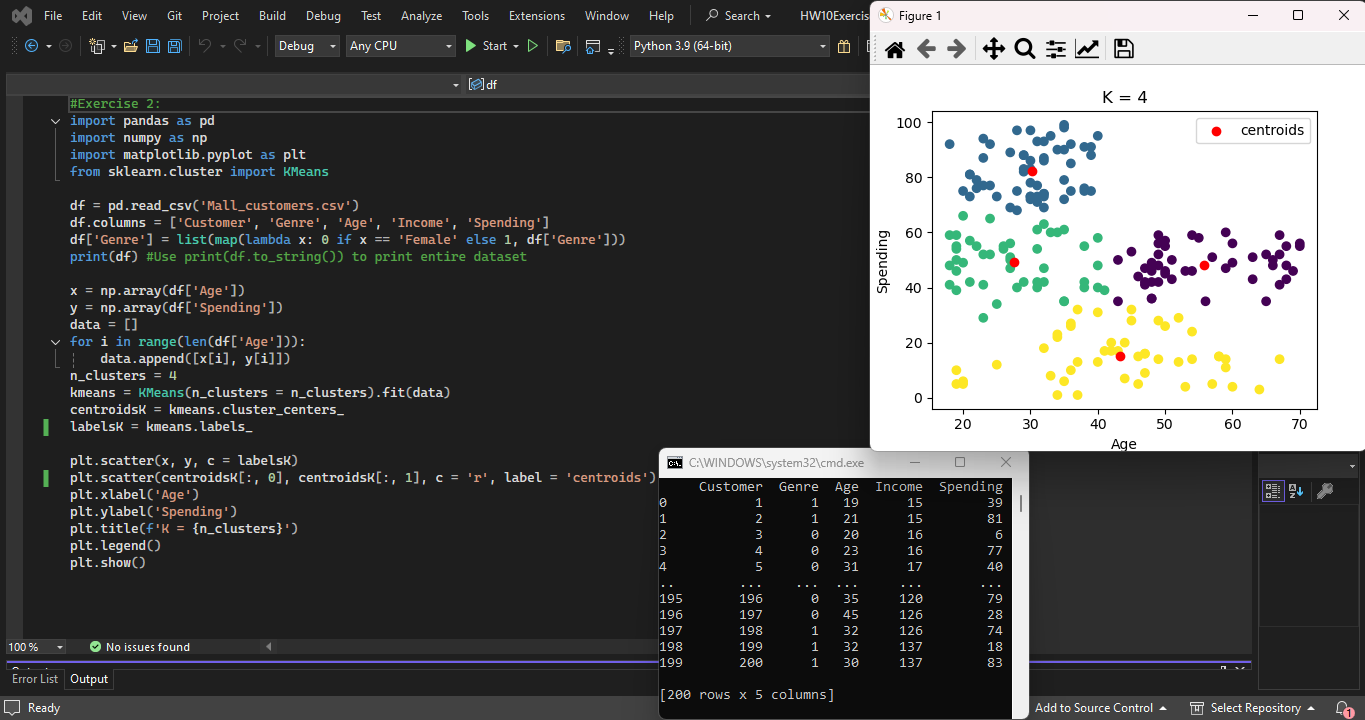 File Edit View Git Project Build Debug Test Analyze Tools Extensions Window Help Search HW10Exercis
Debug Any CPU Start Python 3.9 (64-bit)
df
#Exercise 2:
import pandas as pd
import numpy as np
import matplotlib.pyplot as plt
from sklearn.cluster import KMeans
df = pd.read_csv('Mall_customers.csv')
df.columns = ['Customer', 'Genre', 'Age', 'Income', 'Spending']
df['Genre'] = list(map(lambda x: 0 if x == 'Female' else 1, df['Genre']))
print(df) #Use print(df.to_string()) to print entire dataset
x = np.array(df['Age'])
y = np.array(df['Spending'])
data = []
for i in range(len(df['Age'])):
data.append([x[i], y[i]])
n_clusters = 4
kmeans = KMeans(n_clusters = n_clusters).fit(data)
centroidsK = kmeans.cluster_centers_
labelsK = kmeans.labels_
plt.scatter(x, y, c = labelsK)
plt.scatter(centroidsK[:, 0], centroidsK[:, 1], c = 'r', label = 'centroids')
plt.xlabel('Age')
plt.ylabel('Spending')
plt.title(f'K = {n_clusters}')
plt.legend()
plt.show()
100 % No issues found
Error List Output
Ready
Figure 1
K = 4
centroids
100
80
60
40
20
0
Spending
20 30 40 50 60 70
Age
C:\WINDOWS\system32\cmd.exe
Customer Genre Age Income Spending
0 1 1 19 15 39
1 2 1 21 15 81
2 3 0 20 16 6
3 4 0 23 16 77
4 5 0 31 17 40
.. ... ... ... ... ...
195 196 0 35 120 79
196 197 0 45 126 28
197 198 1 32 126 74
198 199 1 32 137 18
199 200 1 30 137 83
[200 rows x 5 columns]
Add to Source Control Select Repository 1